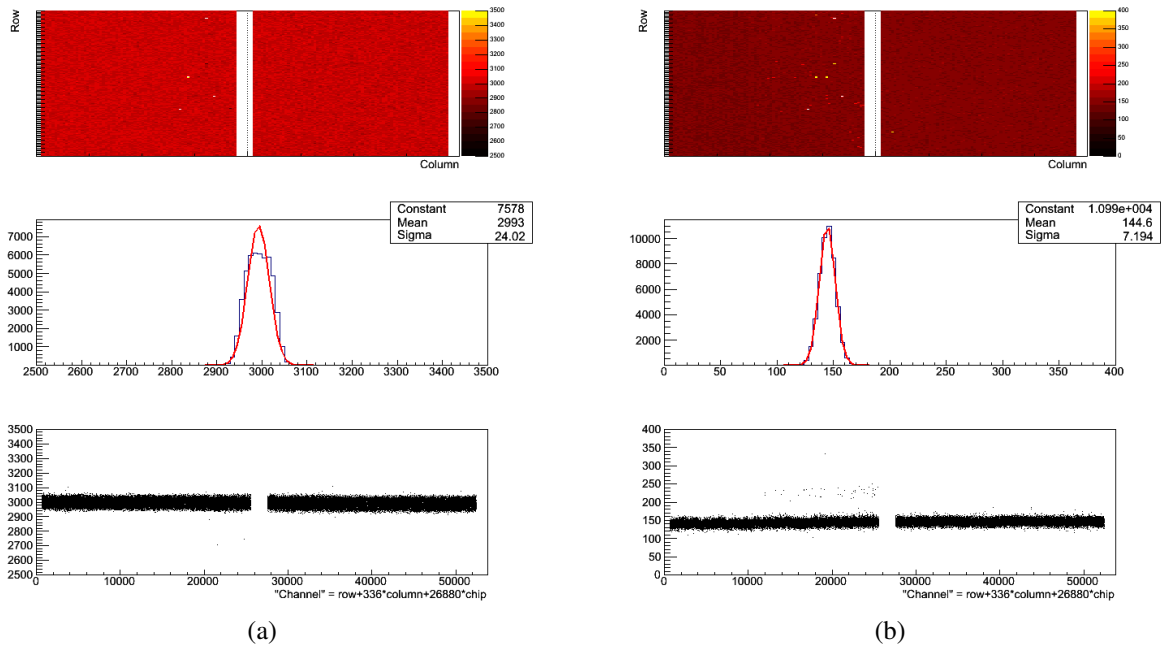 Row
3500
3400
3300
3200
3100
3000
2900
2800
2700
2600
2500
Column
Constant 7578
Mean 2993
Sigma 24.02
7000
6000
5000
4000
3000
2000
1000
2500 2600 2700 2800 2900 3000 3100 3200 3300 3400 3500
3500
3400
3300
3200
3100
3000
2900
2800
2700
2600
2500
0 10000 20000 30000 40000 50000
"Channel" = row+336*column+26880*chip
(a)
Row
400
350
300
250
200
150
100
50
0
Column
Constant 1.099e+004
Mean 144.6
Sigma 7.194
10000
8000
6000
4000
2000
0
0 50 100 150 200 250 300 350 400
400
350
300
250
200
150
100
50
0
0 10000 20000 30000 40000 50000
"Channel" = row+336*column+26880*chip
(b)